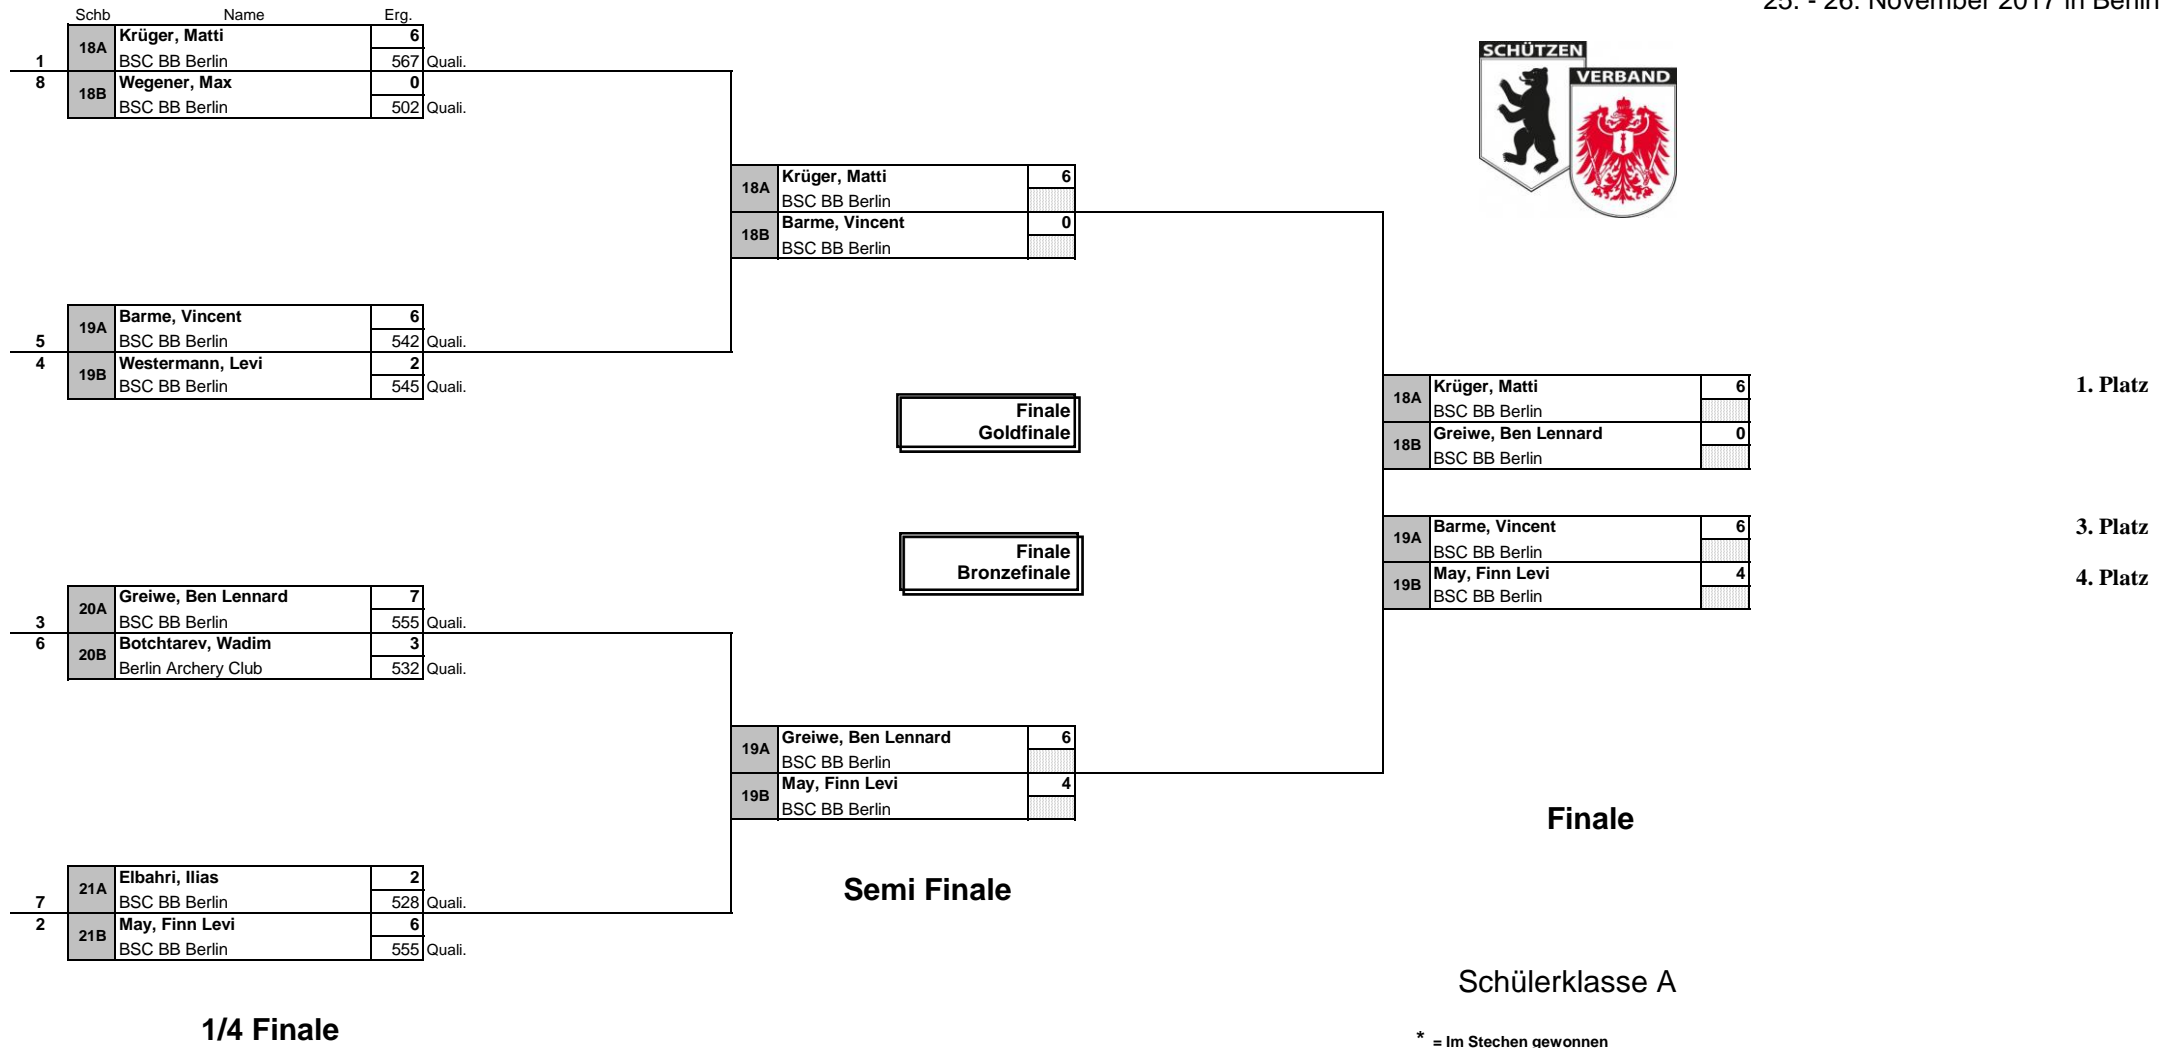 25. - 26. November 2017 in Berlin
Schb Name Erg.
18A Krüger, Matti 6
1 BSC BB Berlin 567 Quali.
8 18B Wegener, Max 0
BSC BB Berlin 502 Quali.
19A Barme, Vincent 6
5 BSC BB Berlin 542 Quali.
4 19B Westermann, Levi 2
BSC BB Berlin 545 Quali.
20A Greiwe, Ben Lennard 7
3 BSC BB Berlin 555 Quali.
6 20B Botchtarev, Wadim 3
Berlin Archery Club 532 Quali.
21A Elbahri, Ilias 2
7 BSC BB Berlin 528 Quali.
2 21B May, Finn Levi 6
BSC BB Berlin 555 Quali.
1/4 Finale
18A Krüger, Matti 6
BSC BB Berlin
18B Barme, Vincent 0
BSC BB Berlin
Finale
Goldfinale
Finale
Bronzefinale
19A Greiwe, Ben Lennard 6
BSC BB Berlin
19B May, Finn Levi 4
BSC BB Berlin
Semi Finale
SCHÜTZEN
VERBAND
18A Krüger, Matti 6 1. Platz
BSC BB Berlin
18B Greiwe, Ben Lennard 0
BSC BB Berlin
19A Barme, Vincent 6 3. Platz
BSC BB Berlin
19B May, Finn Levi 4 4. Platz
BSC BB Berlin
Finale
Schülerklasse A
* = Im Stechen gewonnen